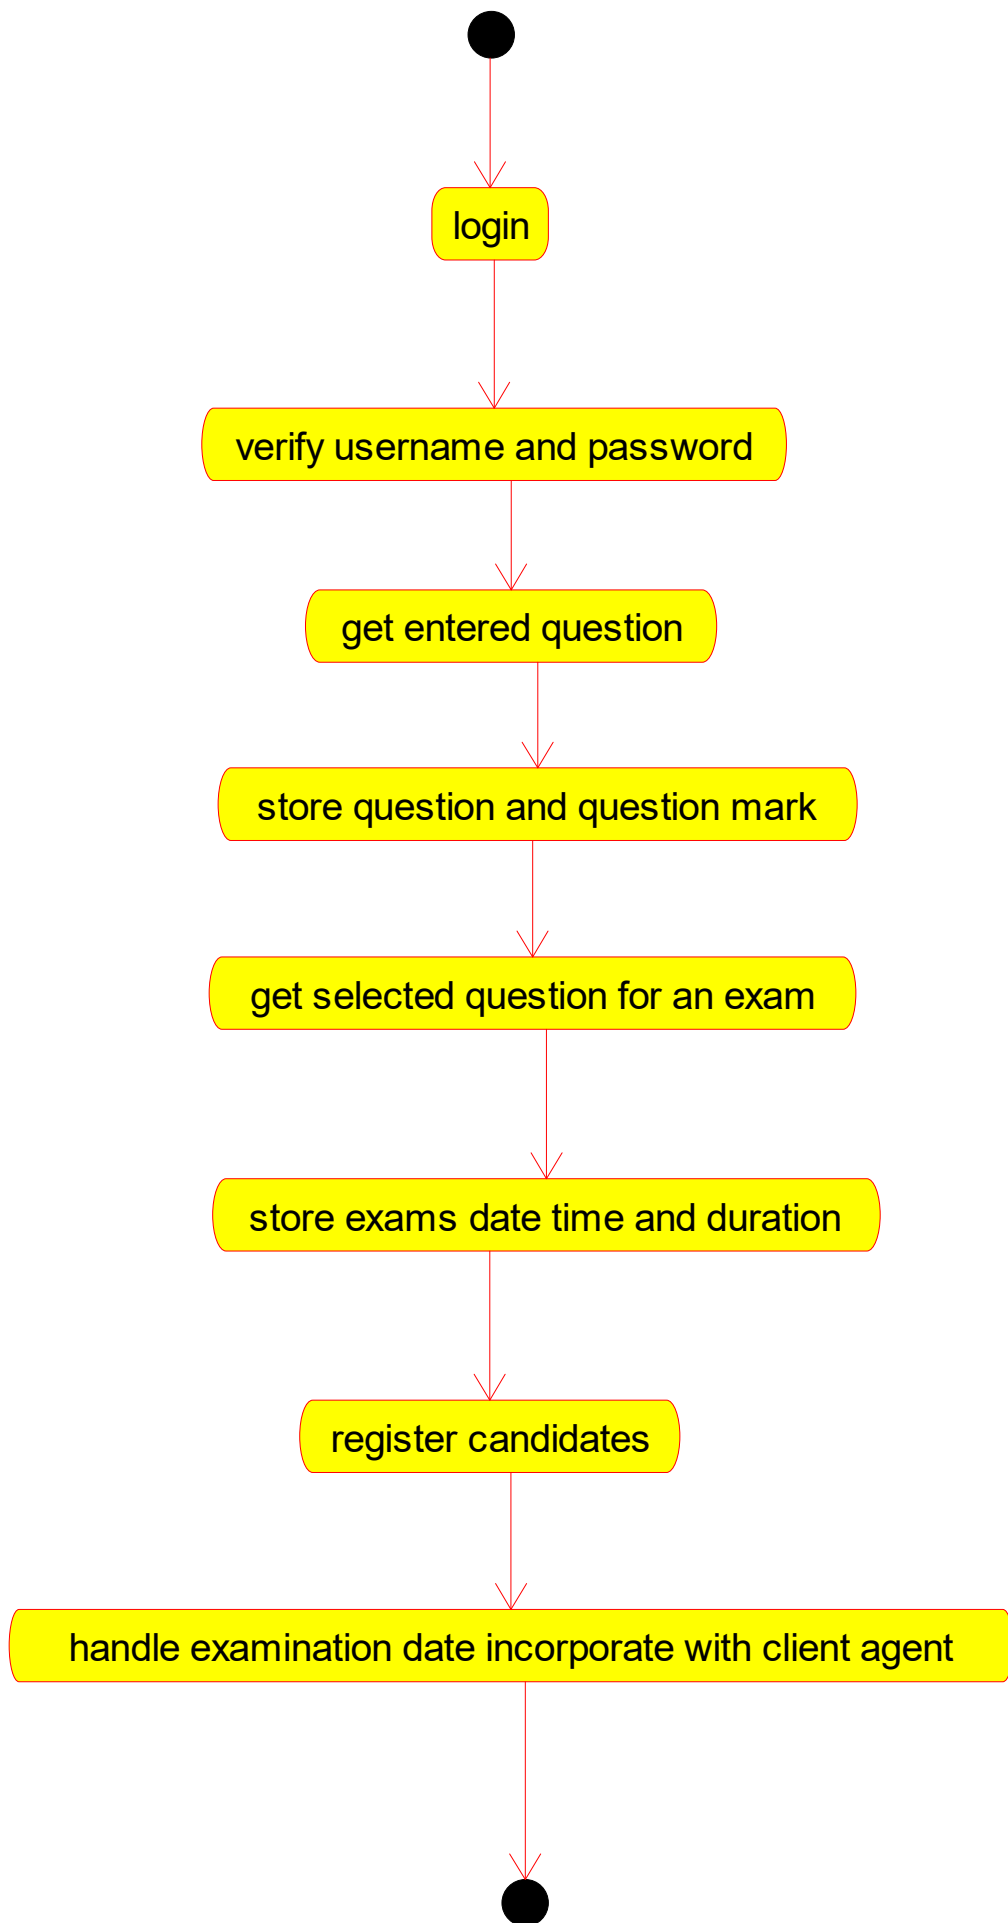 login
verify username and password
get entered question
store question and question mark
get selected question for an exam
store exams date time and duration
register candidates
handle examination date incorporate with client agent